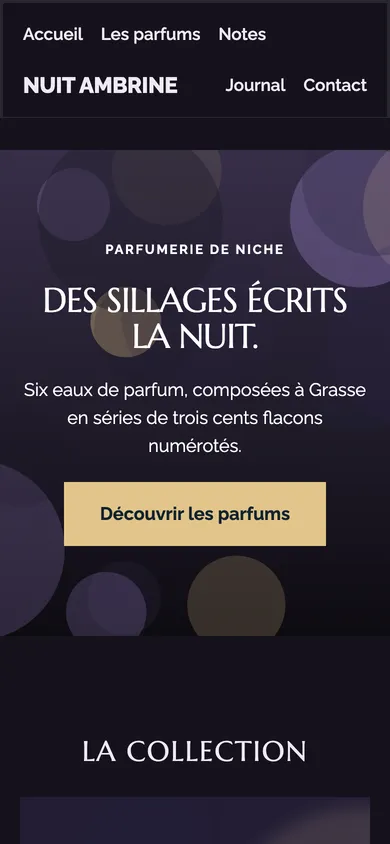 Accueil Les parfums Notes
NUIT AMBRINE Journal Contact
PARFUMERIE DE NICHE
DES SILLAGES ÉCRITS
LA NUIT.
Six eaux de parfum, composées à Grasse
en séries de trois cents flacons
numérotés.
Découvrir les parfums
LA COLLECTION